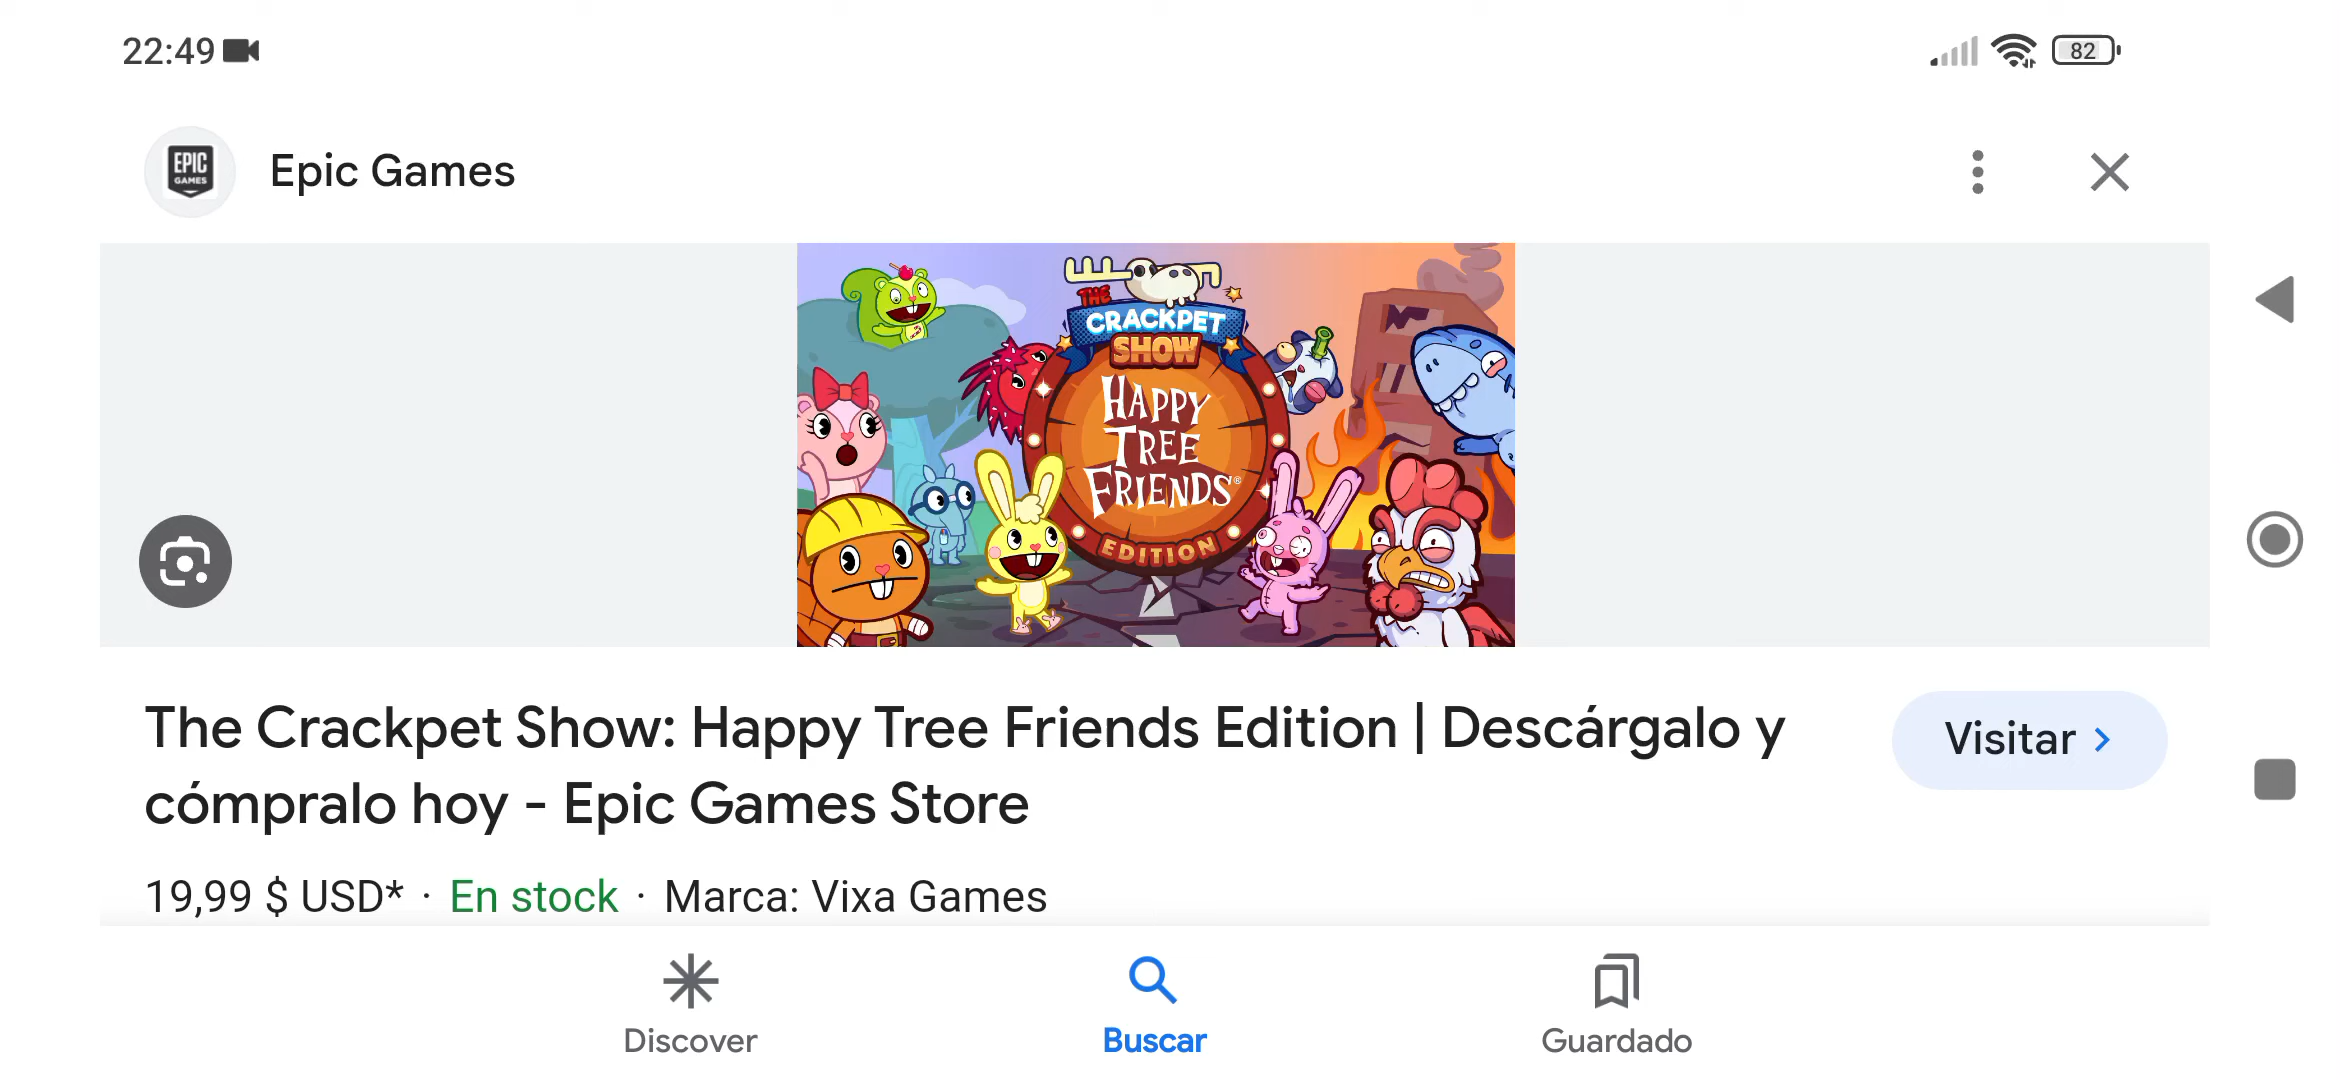 22:49
82
EPIC
GAMES
Epic Games
THE
CRACKPET
SHOW
HAPPY
TREE
FRIENDS®
EDITION
The Crackpet Show: Happy Tree Friends Edition | Descárgalo y
cómpralo hoy - Epic Games Store
Visitar
19,99 $ USD* · En stock · Marca: Vixa Games
Discover
Buscar
Guardado